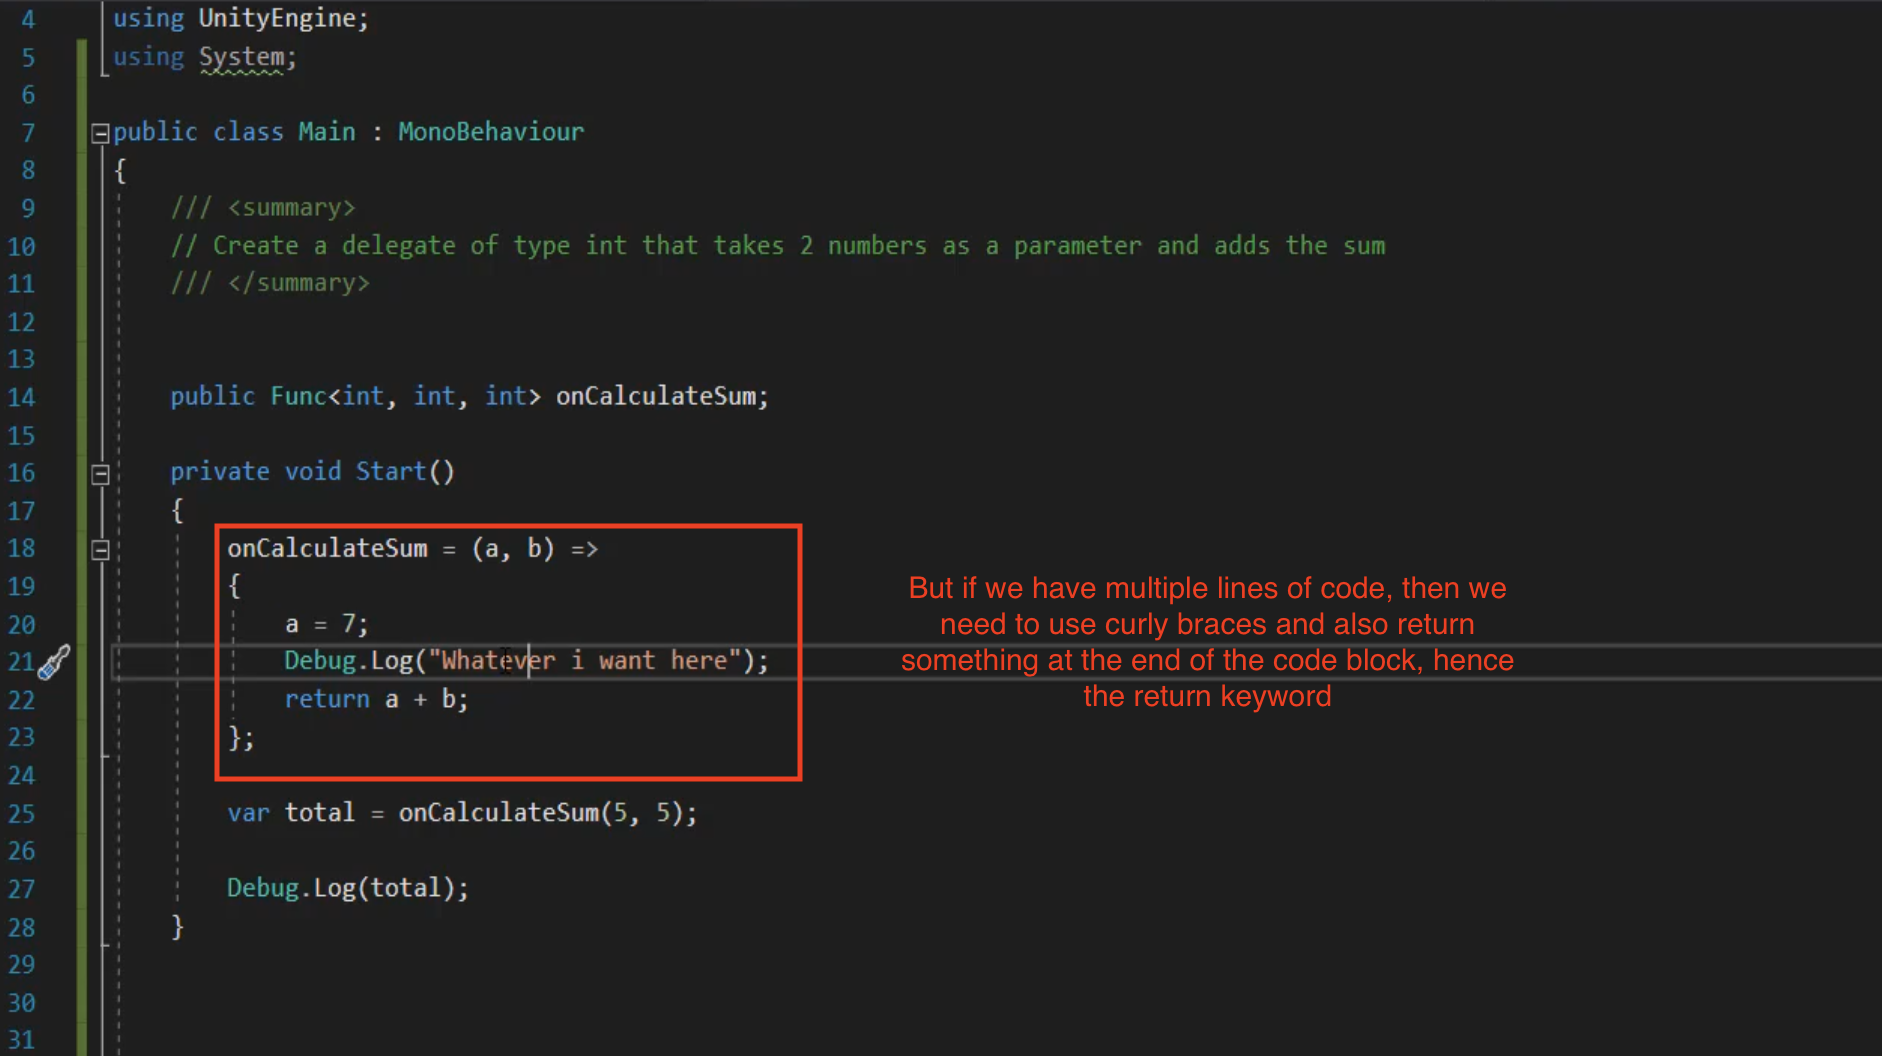 4 using UnityEngine;
5 using System;
6
7 public class Main : MonoBehaviour
8 {
9 /// <summary>
10 // Create a delegate of type int that takes 2 numbers as a parameter and adds the sum
11 /// </summary>
12
13
14 public Func<int, int, int> onCalculateSum;
15
16 private void Start()
17 {
18 onCalculateSum = (a, b) =>
19 {
20 a = 7;
21 Debug.Log("Whatever i want here");
22 return a + b;
23 };
24
25 var total = onCalculateSum(5, 5);
26
27 Debug.Log(total);
28 }
29
30
31
But if we have multiple lines of code, then we
need to use curly braces and also return
something at the end of the code block, hence
the return keyword